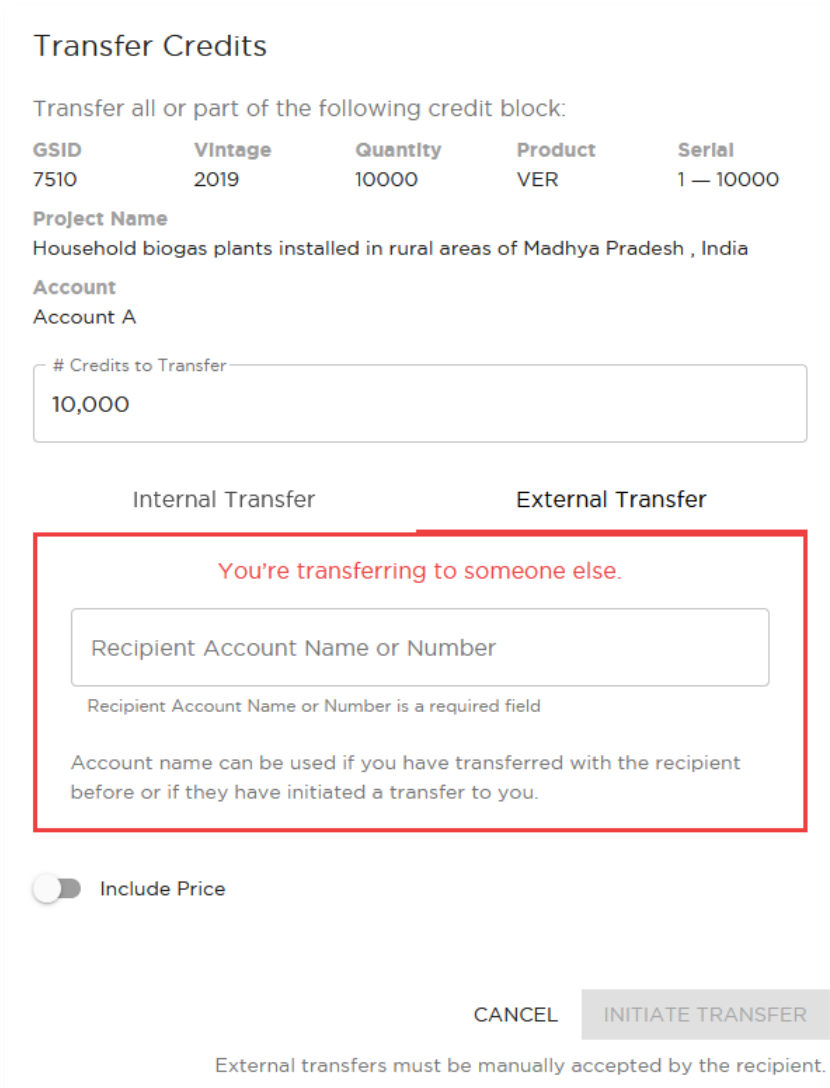 Transfer Credits
Transfer all or part of the following credit block:
GSID Vintage Quantity Product Serial
7510 2019 10000 VER 1 — 10000
Project Name
Household biogas plants installed in rural areas of Madhya Pradesh , India
Account
Account A
# Credits to Transfer
10,000
Internal Transfer External Transfer
You're transferring to someone else.
Recipient Account Name or Number
Recipient Account Name or Number is a required field
Account name can be used if you have transferred with the recipient
before or if they have initiated a transfer to you.
Include Price
CANCEL INITIATE TRANSFER
External transfers must be manually accepted by the recipient.